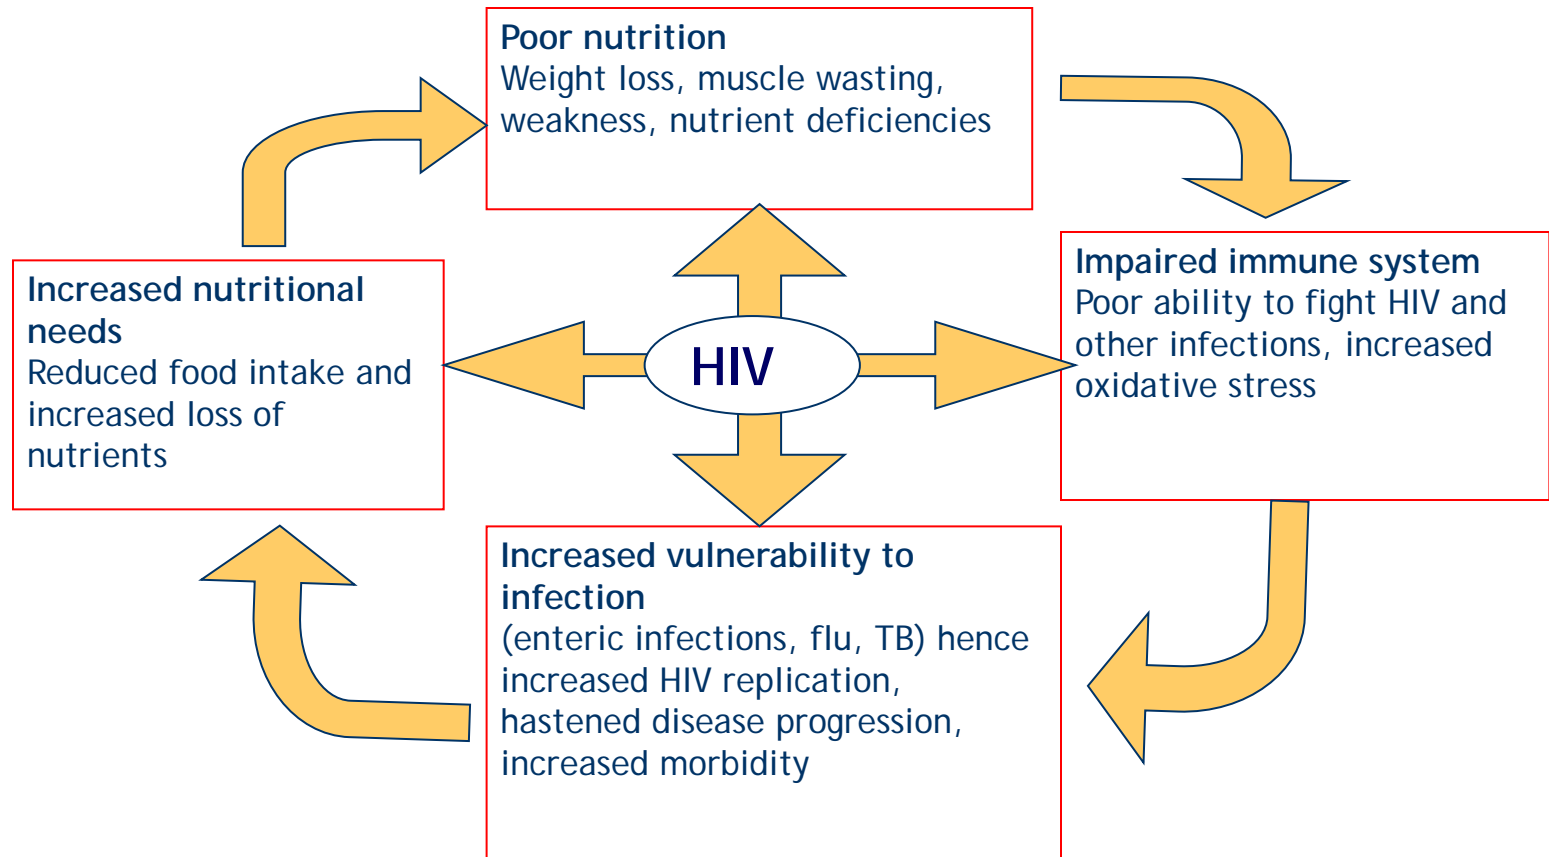 Poor nutrition
Weight loss, muscle wasting,
weakness, nutrient deficiencies
Impaired immune system
Poor ability to fight HIV and
other infections, increased
oxidative stress
Increased nutritional
needs
Reduced food intake and
increased loss of
nutrients
HIV
Increased vulnerability to
infection
(enteric infections, flu, TB) hence
increased HIV replication,
hastened disease progression,
increased morbidity